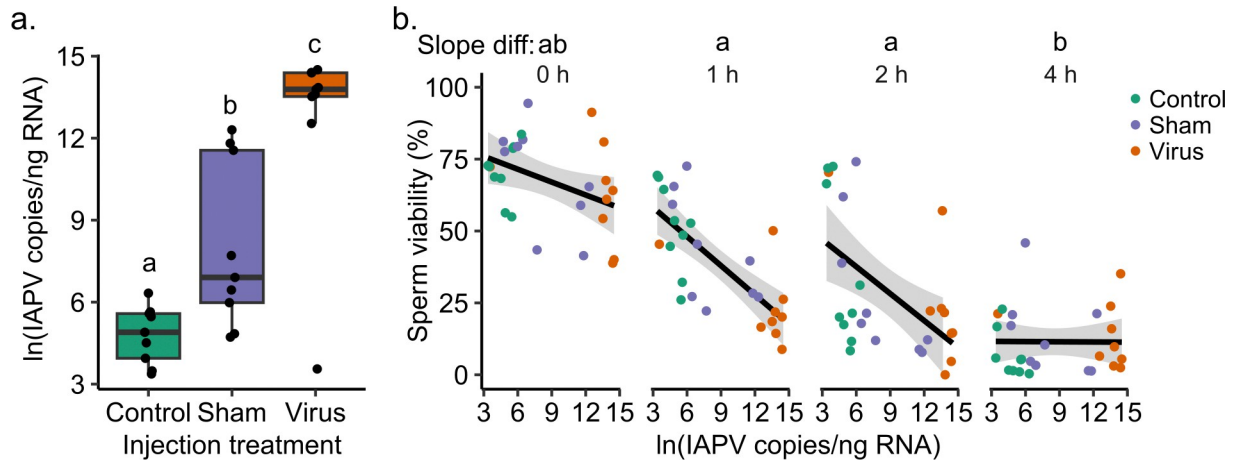 a.
ln(IAPV copies/ng RNA)
15
12
9
6
3
a
b
c
Control Sham Virus
Injection treatment
b.
Slope diff: ab a a b
0 h 1 h 2 h 4 h
Sperm viability (%)
100
75
50
25
0
3 6 9 12 15 3 6 9 12 15 3 6 9 12 15 3 6 9 12 15
ln(IAPV copies/ng RNA)
Control
Sham
Virus